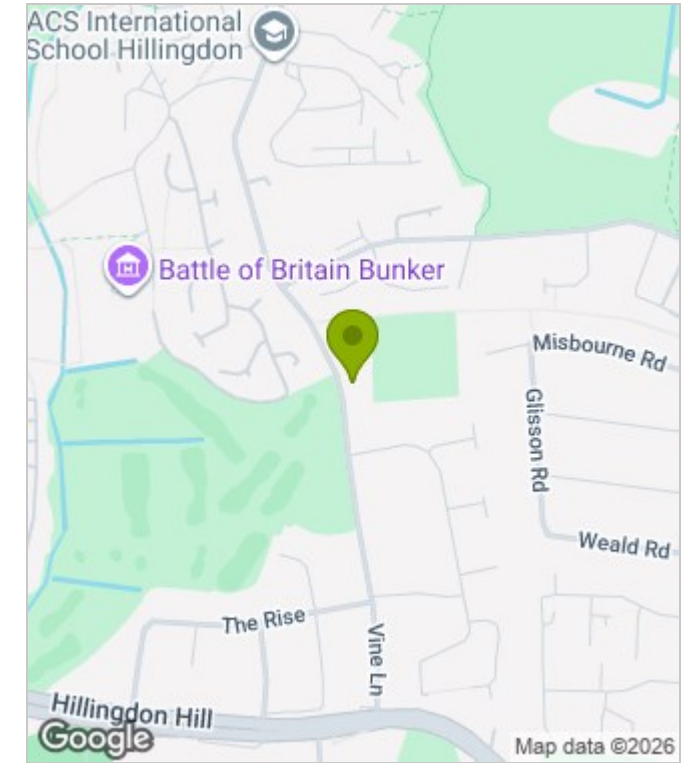 ACS International
School Hillingdon
Battle of Britain Bunker
Misbourne Rd
Glisson Rd
Weald Rd
The Rise
Vine Ln
Hillingdon Hill
Google
Map data ©2026